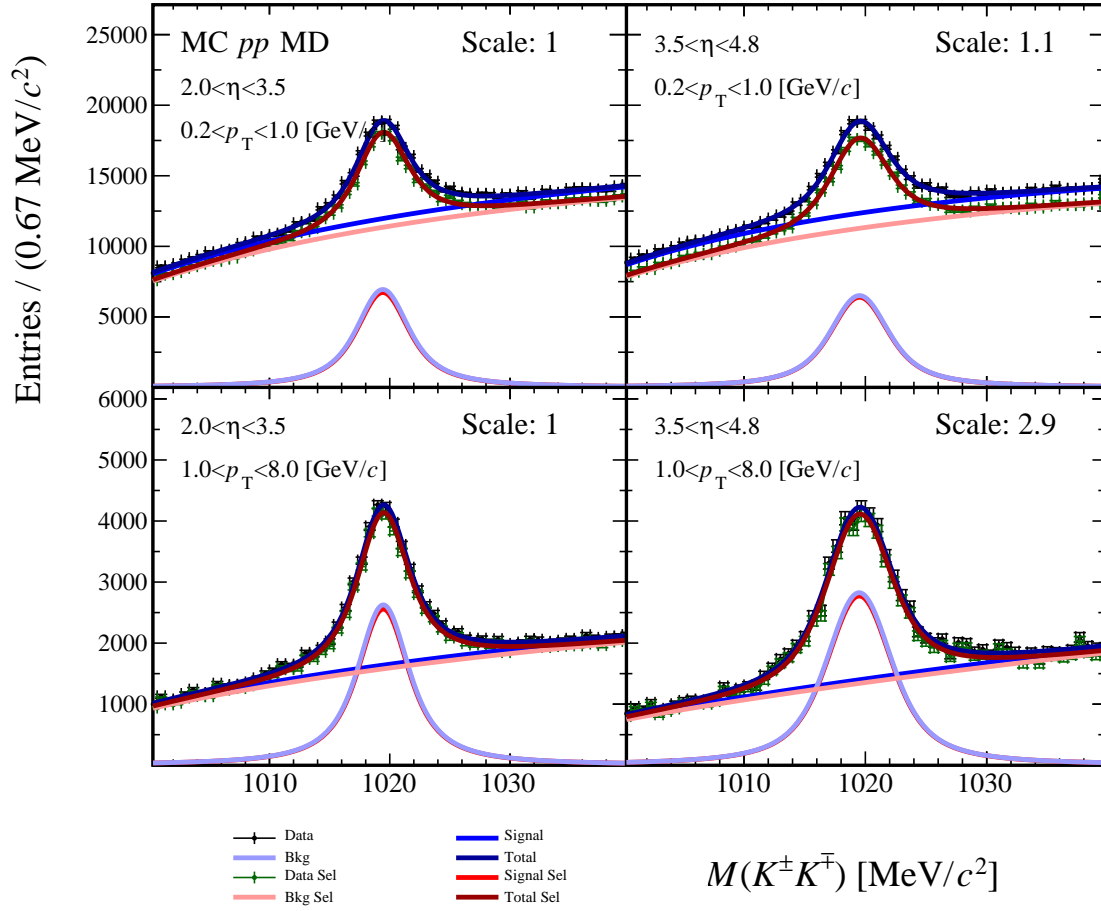 Entries / (0.67 MeV/c²)
25000
20000
15000
10000
5000
MC pp MD
Scale: 1
2.0<η<3.5
0.2<p_T<1.0 [GeV/
3.5<η<4.8
Scale: 1.1
0.2<p_T<1.0 [GeV/c]
6000
5000
4000
3000
2000
1000
2.0<η<3.5
Scale: 1
1.0<p_T<8.0 [GeV/c]
3.5<η<4.8
Scale: 2.9
1.0<p_T<8.0 [GeV/c]
1010 1020 1030
1010 1020 1030
Data
Bkg
Data Sel
Bkg Sel
Signal
Total
Signal Sel
Total Sel
M(K^±K^∓) [MeV/c²]